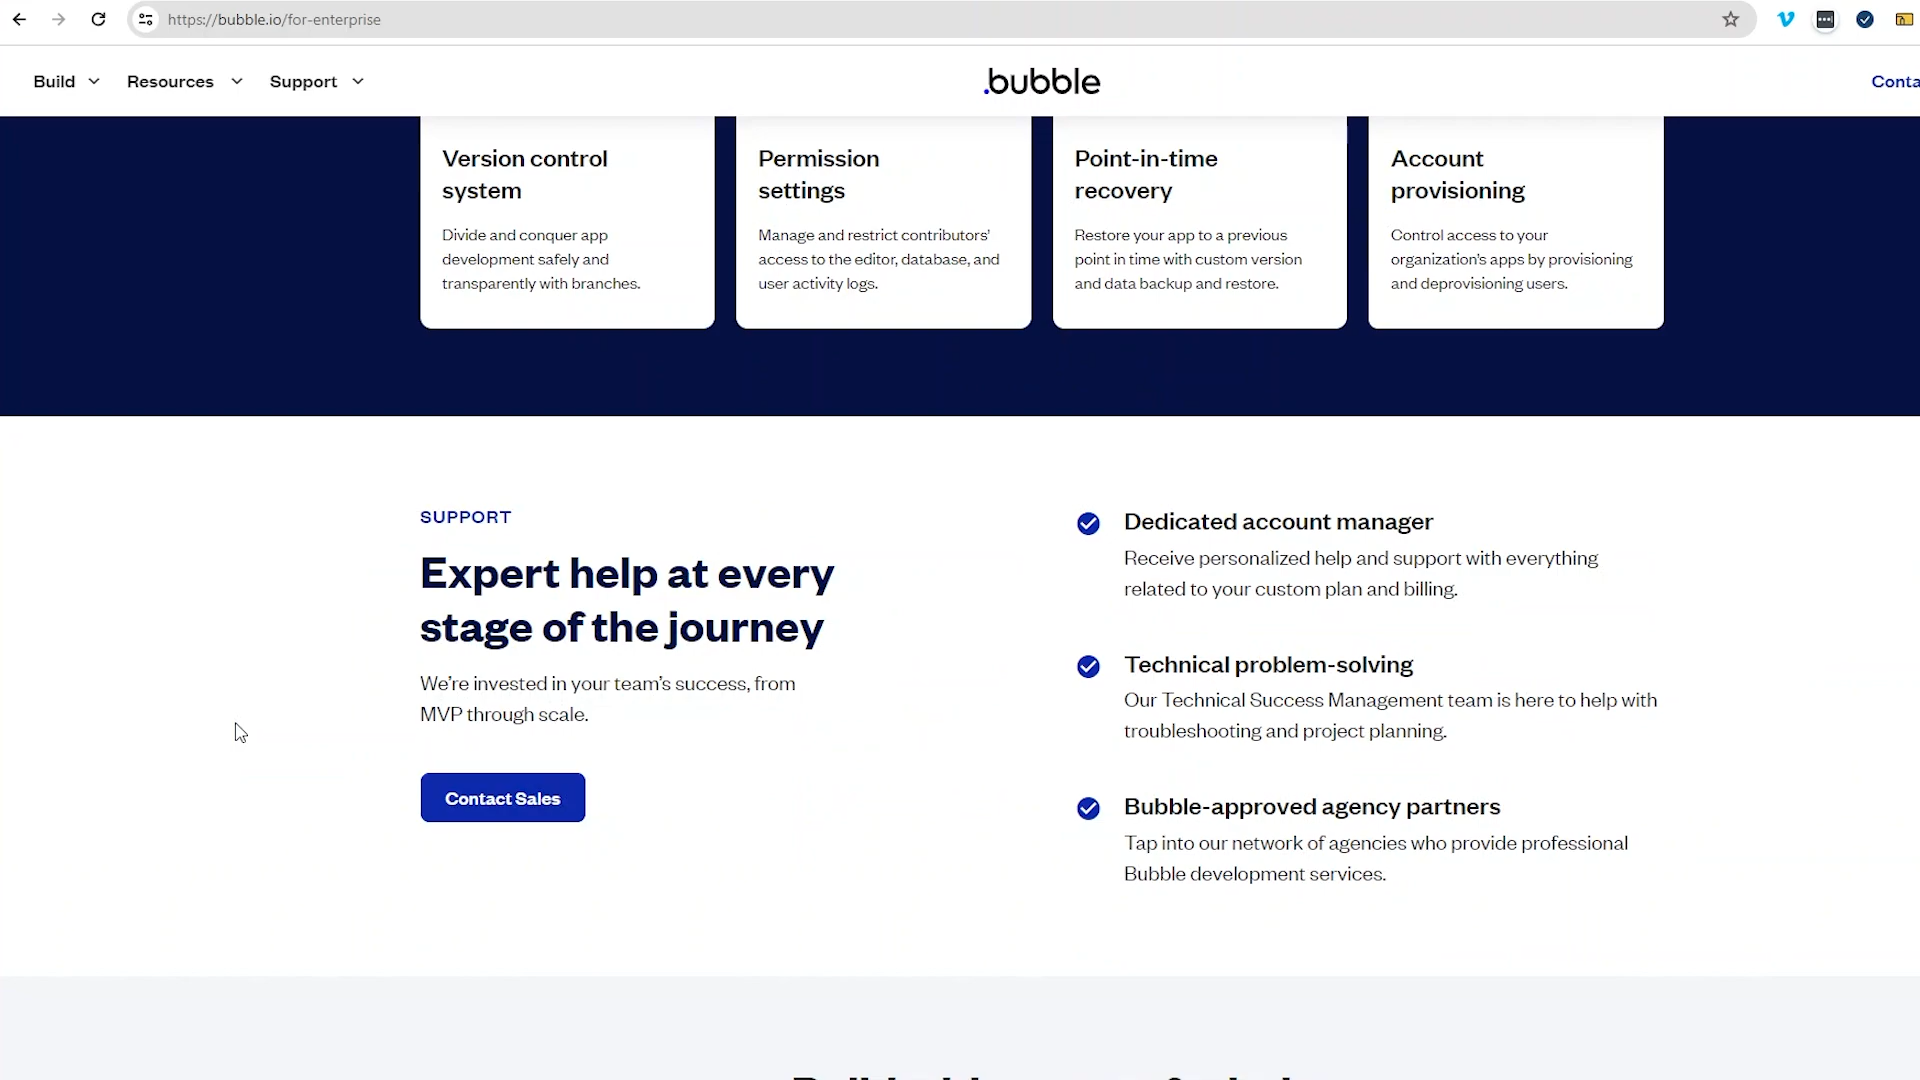 https://bubble.io/for-enterprise
Build
Resources
Support
.bubble
Conta
Version control
system
Divide and conquer app
development safely and
transparently with branches.
Permission
settings
Manage and restrict contributors'
access to the editor, database, and
user activity logs.
Point-in-time
recovery
Restore your app to a previous
point in time with custom version
and data backup and restore.
Account
provisioning
Control access to your
organization's apps by provisioning
and deprovisioning users.
SUPPORT
Expert help at every
stage of the journey
We're invested in your team's success, from
MVP through scale.
Contact Sales
Dedicated account manager
Receive personalized help and support with everything
related to your custom plan and billing.
Technical problem-solving
Our Technical Success Management team is here to help with
troubleshooting and project planning.
Bubble-approved agency partners
Tap into our network of agencies who provide professional
Bubble development services.